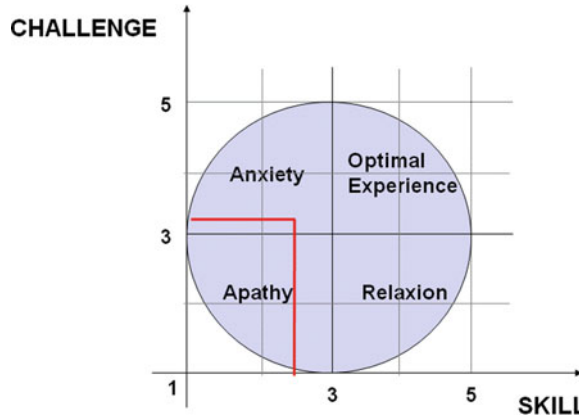 CHALLENGE
5
Anxiety
Optimal
Experience
3
Apathy
Relaxion
1
3
5
SKILL